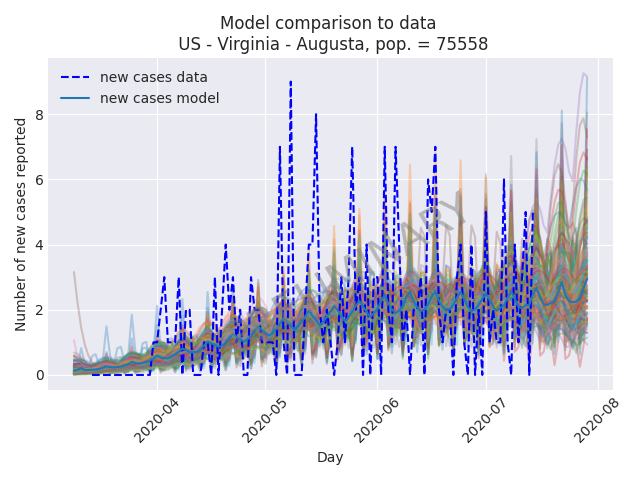 Model comparison to data
US - Virginia - Augusta, pop. = 75558
new cases data
new cases model
Number of new cases reported
8
6
4
2
0
2020-04
2020-05
2020-06
2020-07
2020-08
Day